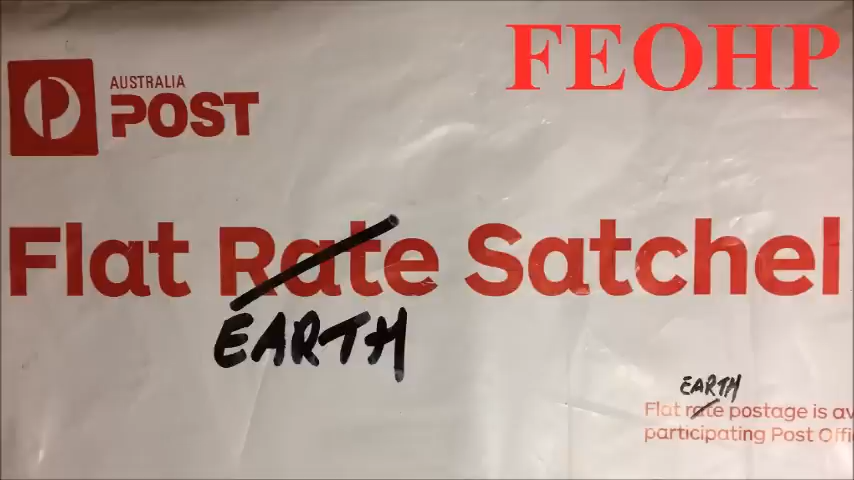 FEOHP
AUSTRALIA
POST
Flat Rate Satchel
EARTH
EARTH
Flat rate postage is av
participating Post Offi